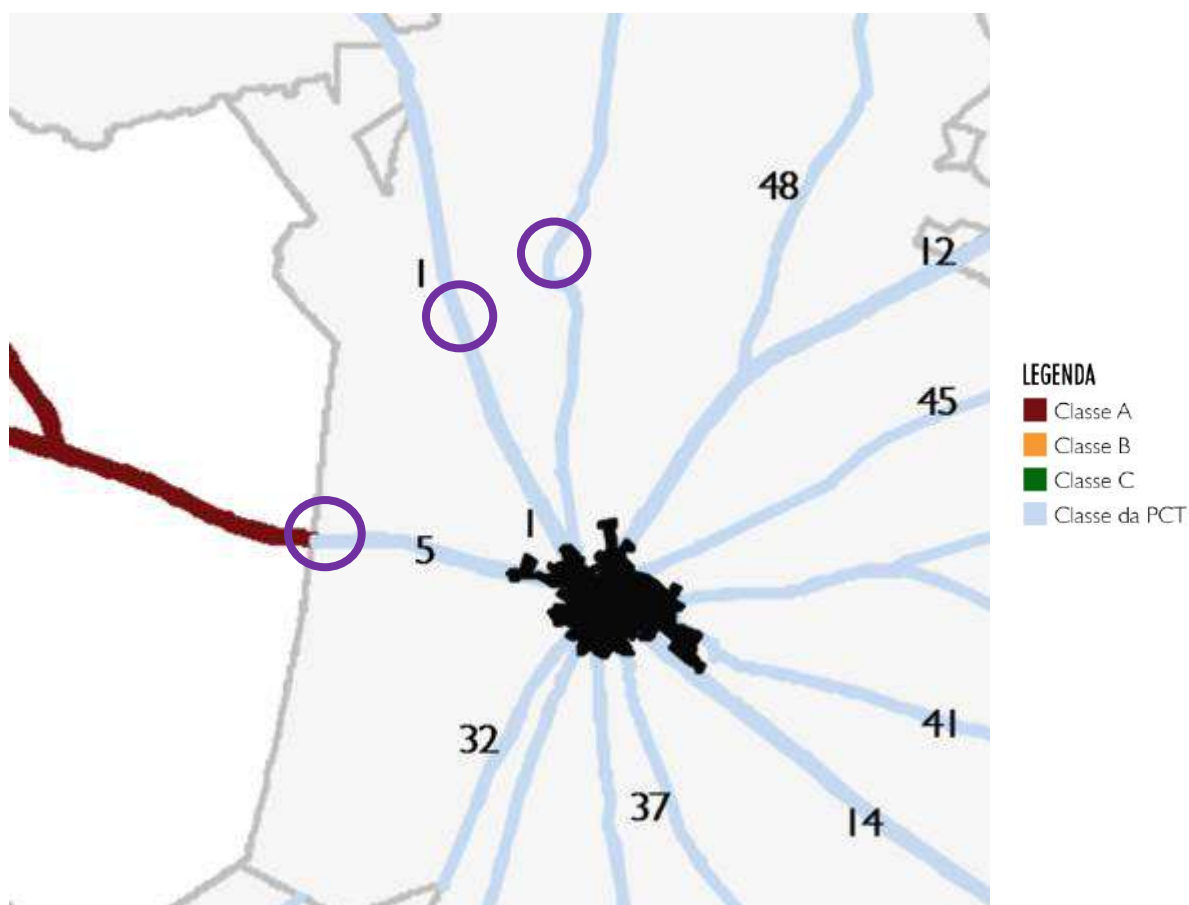 48
12
1
45
1
5
32
41
37
14
LEGENDA
Classe A
Classe B
Classe C
Classe da PCT